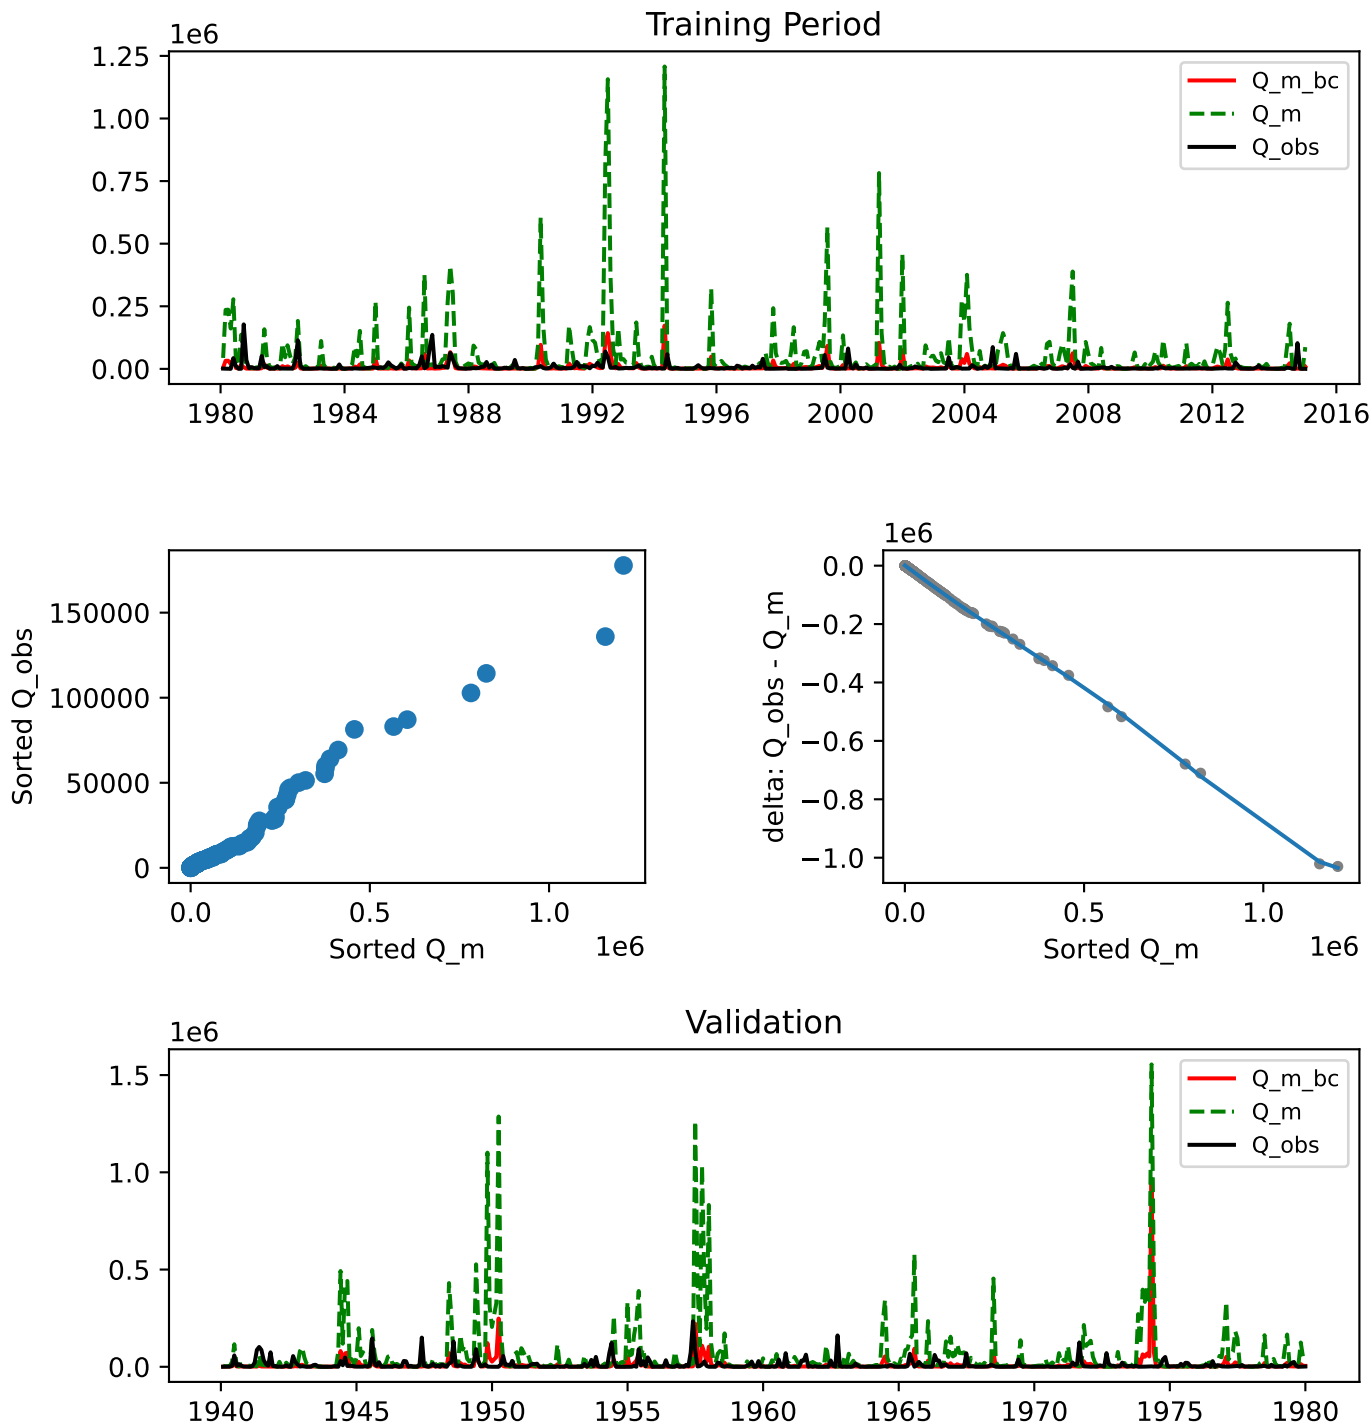 Training Period
1e6
1.25
1.00
0.75
0.50
0.25
0.00
Q_m_bc
Q_m
Q_obs
1980 1984 1988 1992 1996 2000 2004 2008 2012 2016
Sorted Q_obs
150000
100000
50000
0
0.0 0.5 1.0
1e6
Sorted Q_m
1e6
delta: Q_obs - Q_m
0.0
−0.2
−0.4
−0.6
−0.8
−1.0
0.0 0.5 1.0
1e6
Sorted Q_m
Validation
1e6
1.5
1.0
0.5
0.0
Q_m_bc
Q_m
Q_obs
1940 1945 1950 1955 1960 1965 1970 1975 1980